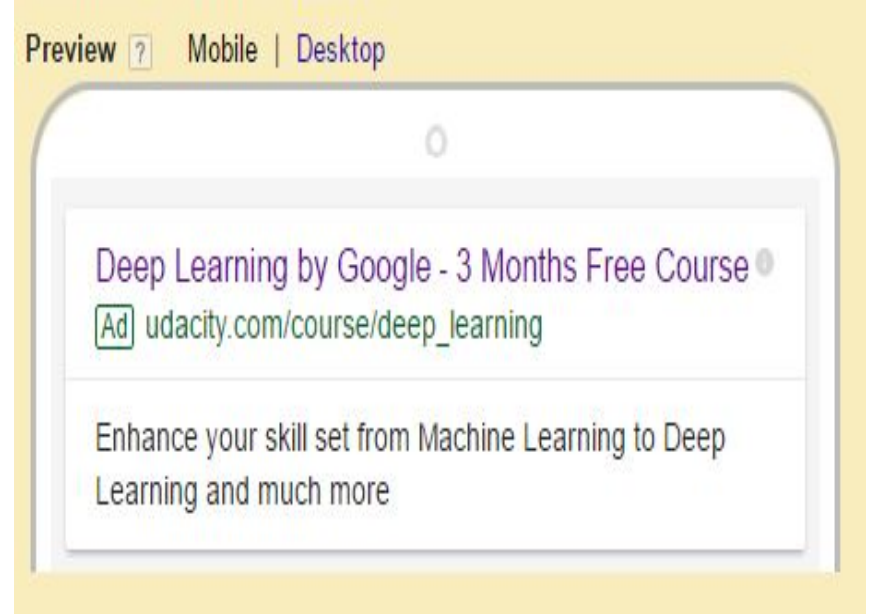 Preview ? Mobile | Desktop
Deep Learning by Google - 3 Months Free Course
Ad udacity.com/course/deep_learning
Enhance your skill set from Machine Learning to Deep
Learning and much more